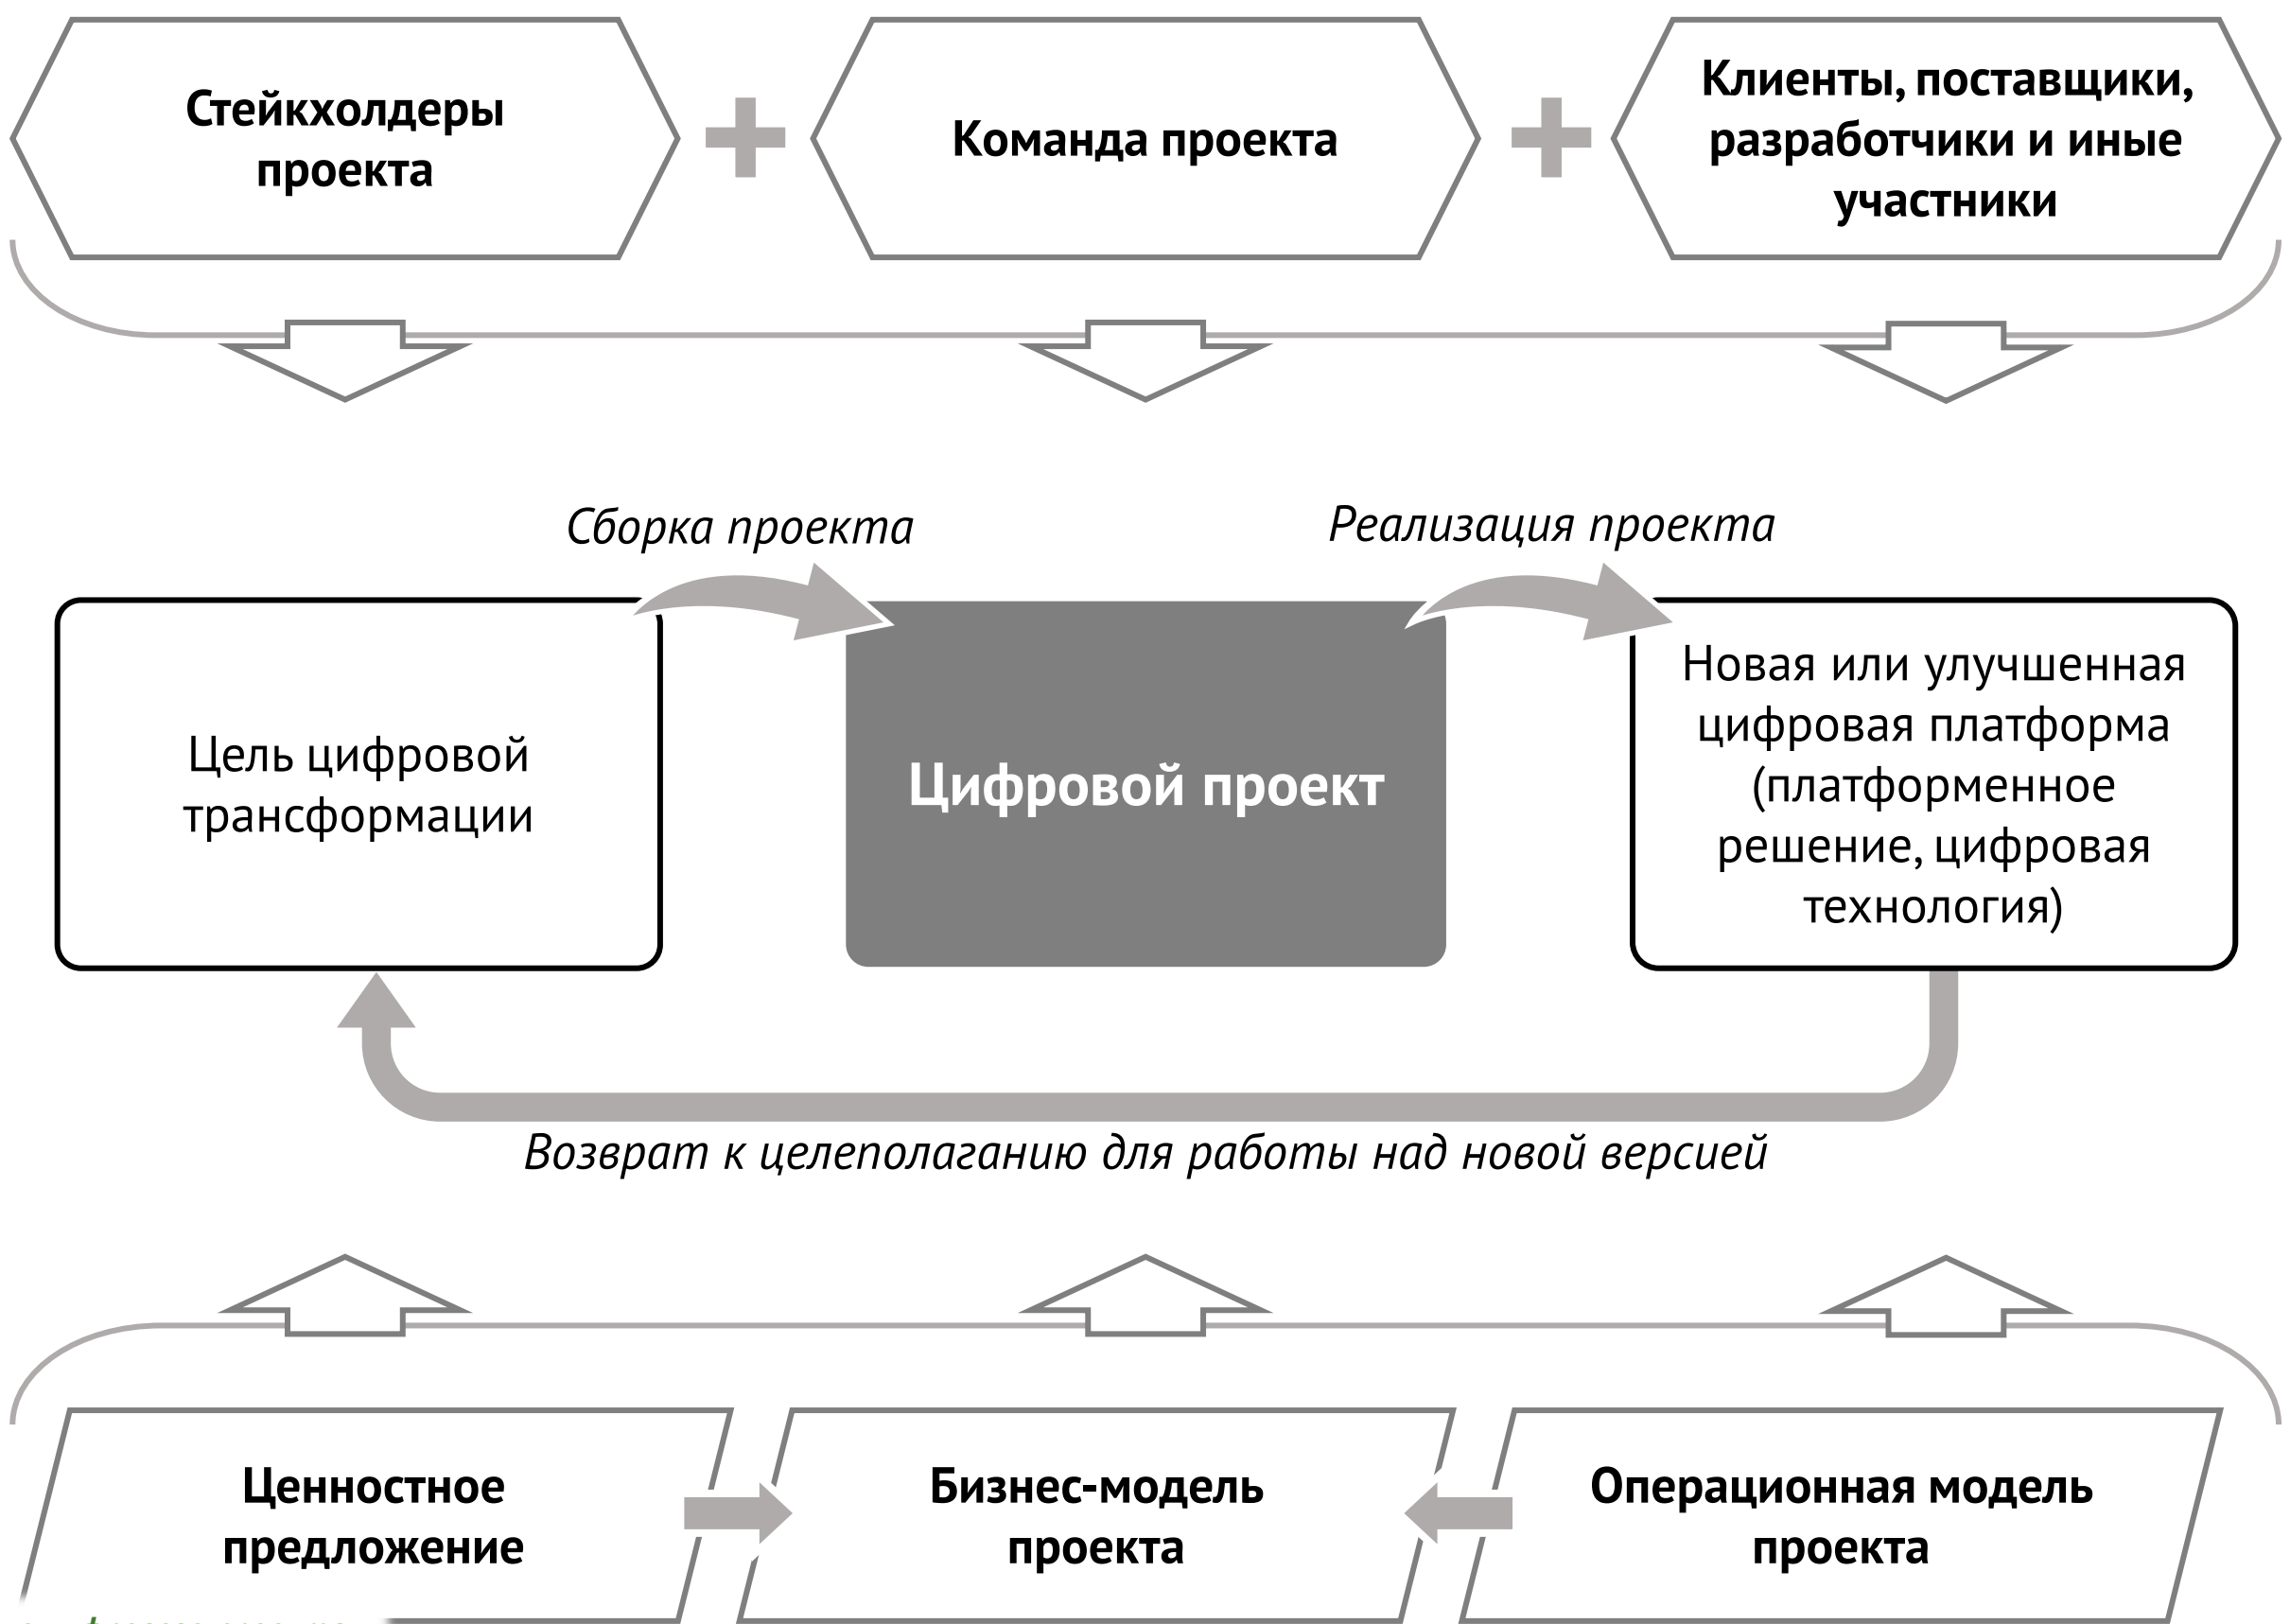 Стейкхолдеры
проекта
Команда проекта
Клиенты, поставщики,
разработчики и иные
участники
Сборка проекта
Реализация проекта
Цель цифровой
трансформации
Цифровой проект
Новая или улучшенная
цифровая платформа
(платформенное
решение, цифровая
технология)
Возврат к целеполаганию для работы над новой версией
Ценностное
предложение
Бизнес-модель
проекта
Операционная модель
проекта